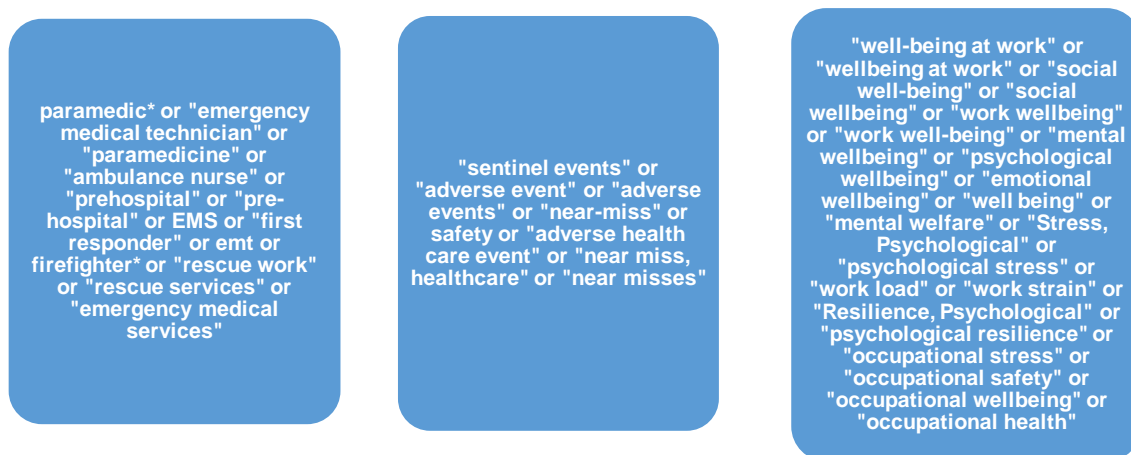 paramedic* or "emergency
medical technician" or
"paramedicine" or
"ambulance nurse" or
"prehospital" or "pre-
hospital" or EMS or "first
responder" or emt or
firefighter* or "rescue work"
or "rescue services" or
"emergency medical
services"
"sentinel events" or
"adverse event" or "adverse
events" or "near-miss" or
safety or "adverse health
care event" or "near miss,
healthcare" or "near misses"
"well-being at work" or
"wellbeing at work" or "social
well-being" or "social
wellbeing" or "work wellbeing"
or "work well-being" or "mental
wellbeing" or "psychological
wellbeing" or "emotional
wellbeing" or "well being" or
"mental welfare" or "Stress,
Psychological" or
"psychological stress" or
"work load" or "work strain" or
"Resilience, Psychological" or
"psychological resilience" or
"occupational stress" or
"occupational safety" or
"occupational wellbeing" or
"occupational health"